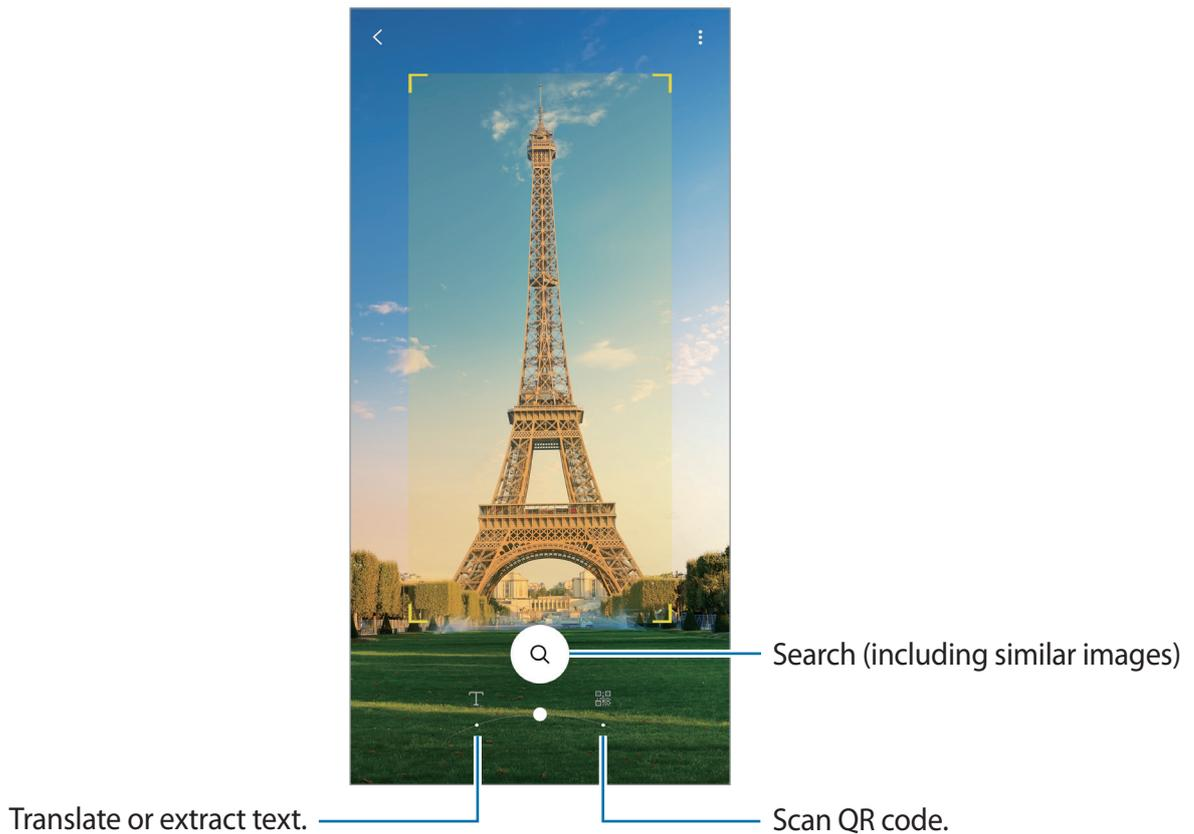 Search (including similar images)
T
Translate or extract text.
Scan QR code.